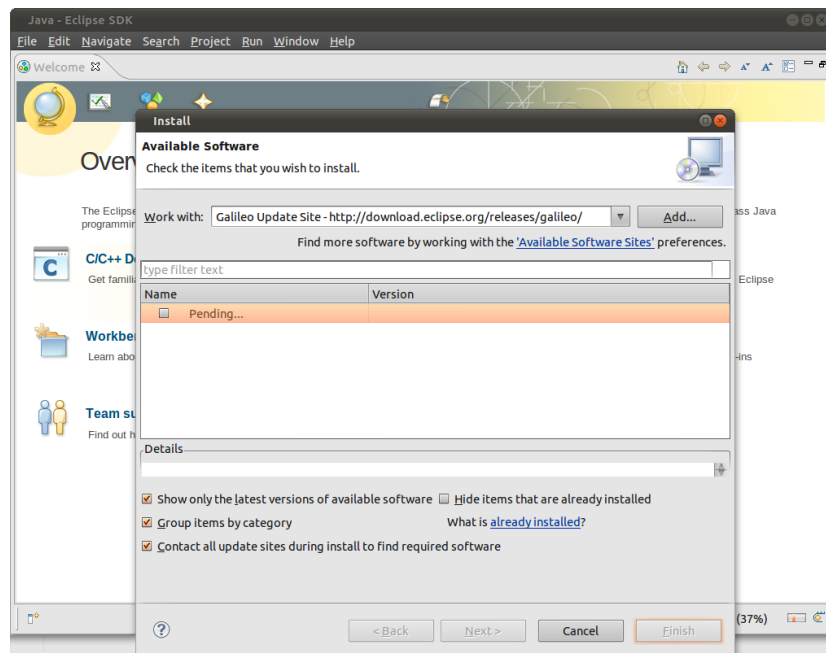 Java - Eclipse SDK
File Edit Navigate Search Project Run Window Help
Welcome
Install
Available Software
Check the items that you wish to install.
Over
The Eclipse
programmin
ass Java
Work with: Galileo Update Site - http://download.eclipse.org/releases/galileo/ Add...
Find more software by working with the 'Available Software Sites' preferences.
C/C++ D
Get famili
Eclipse
type filter text
Name Version
Pending...
Workbe
Learn abo
-ins
Team su
Find out h
Details
Show only the latest versions of available software Hide items that are already installed
Group items by category What is already installed?
Contact all update sites during install to find required software
< Back Next > Cancel Finish
(37%)